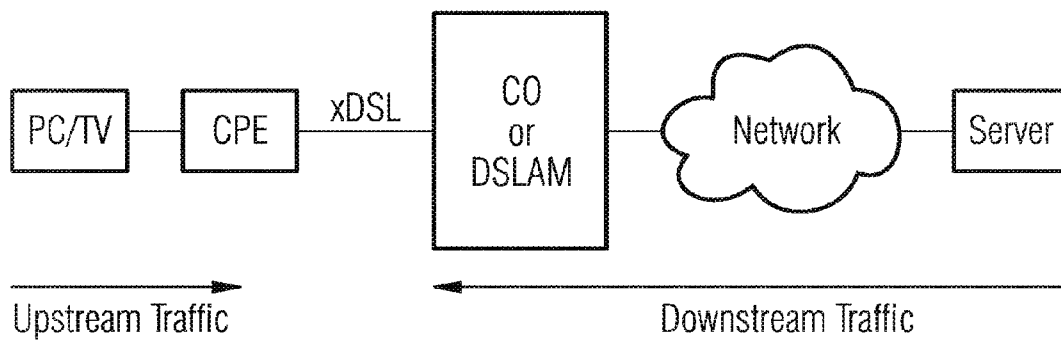 PC/TV
CPE
xDSL
CO
or
DSLAM
Network
Server
Upstream Traffic
Downstream Traffic